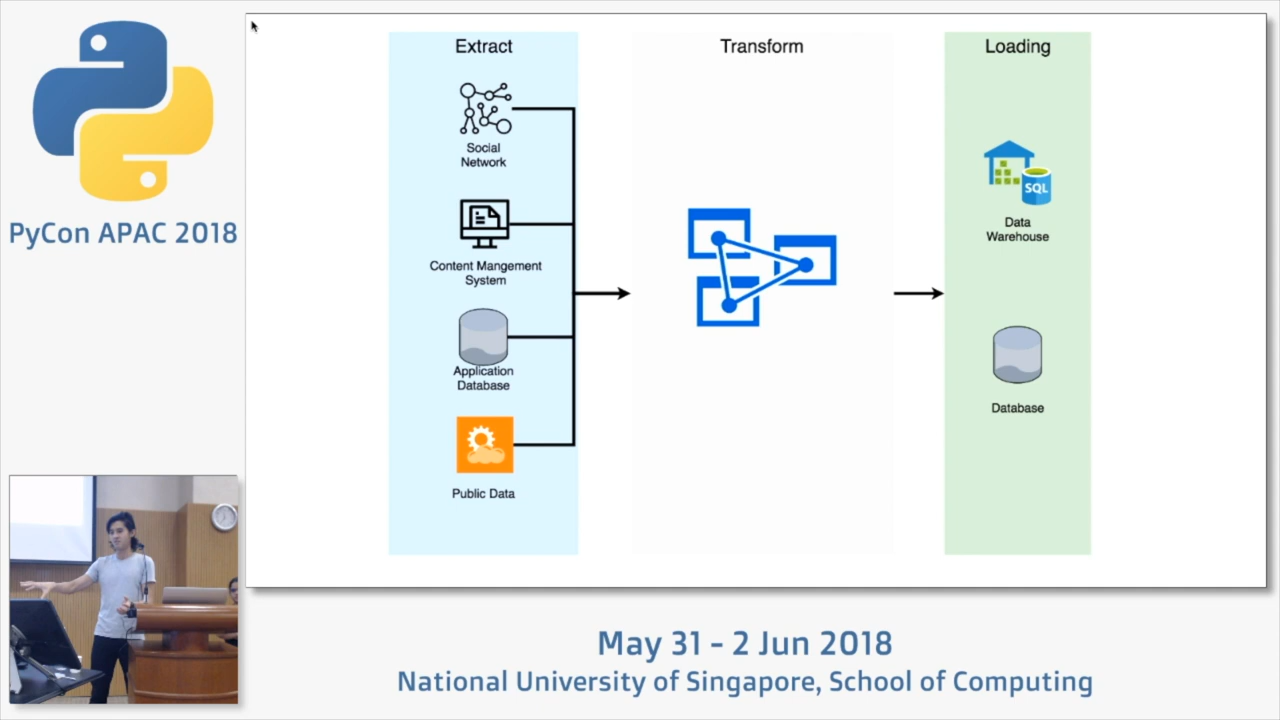 PyCon APAC 2018
Extract
Transform
Loading
Social
Network
Content Mangement
System
Application
Database
Public Data
SQL
Data
Warehouse
Database
May 31 - 2 Jun 2018
National University of Singapore, School of Computing